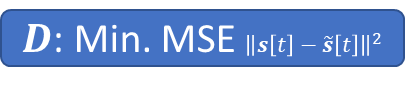 D: Min. MSE ‖s[t] − s̃[t]‖²